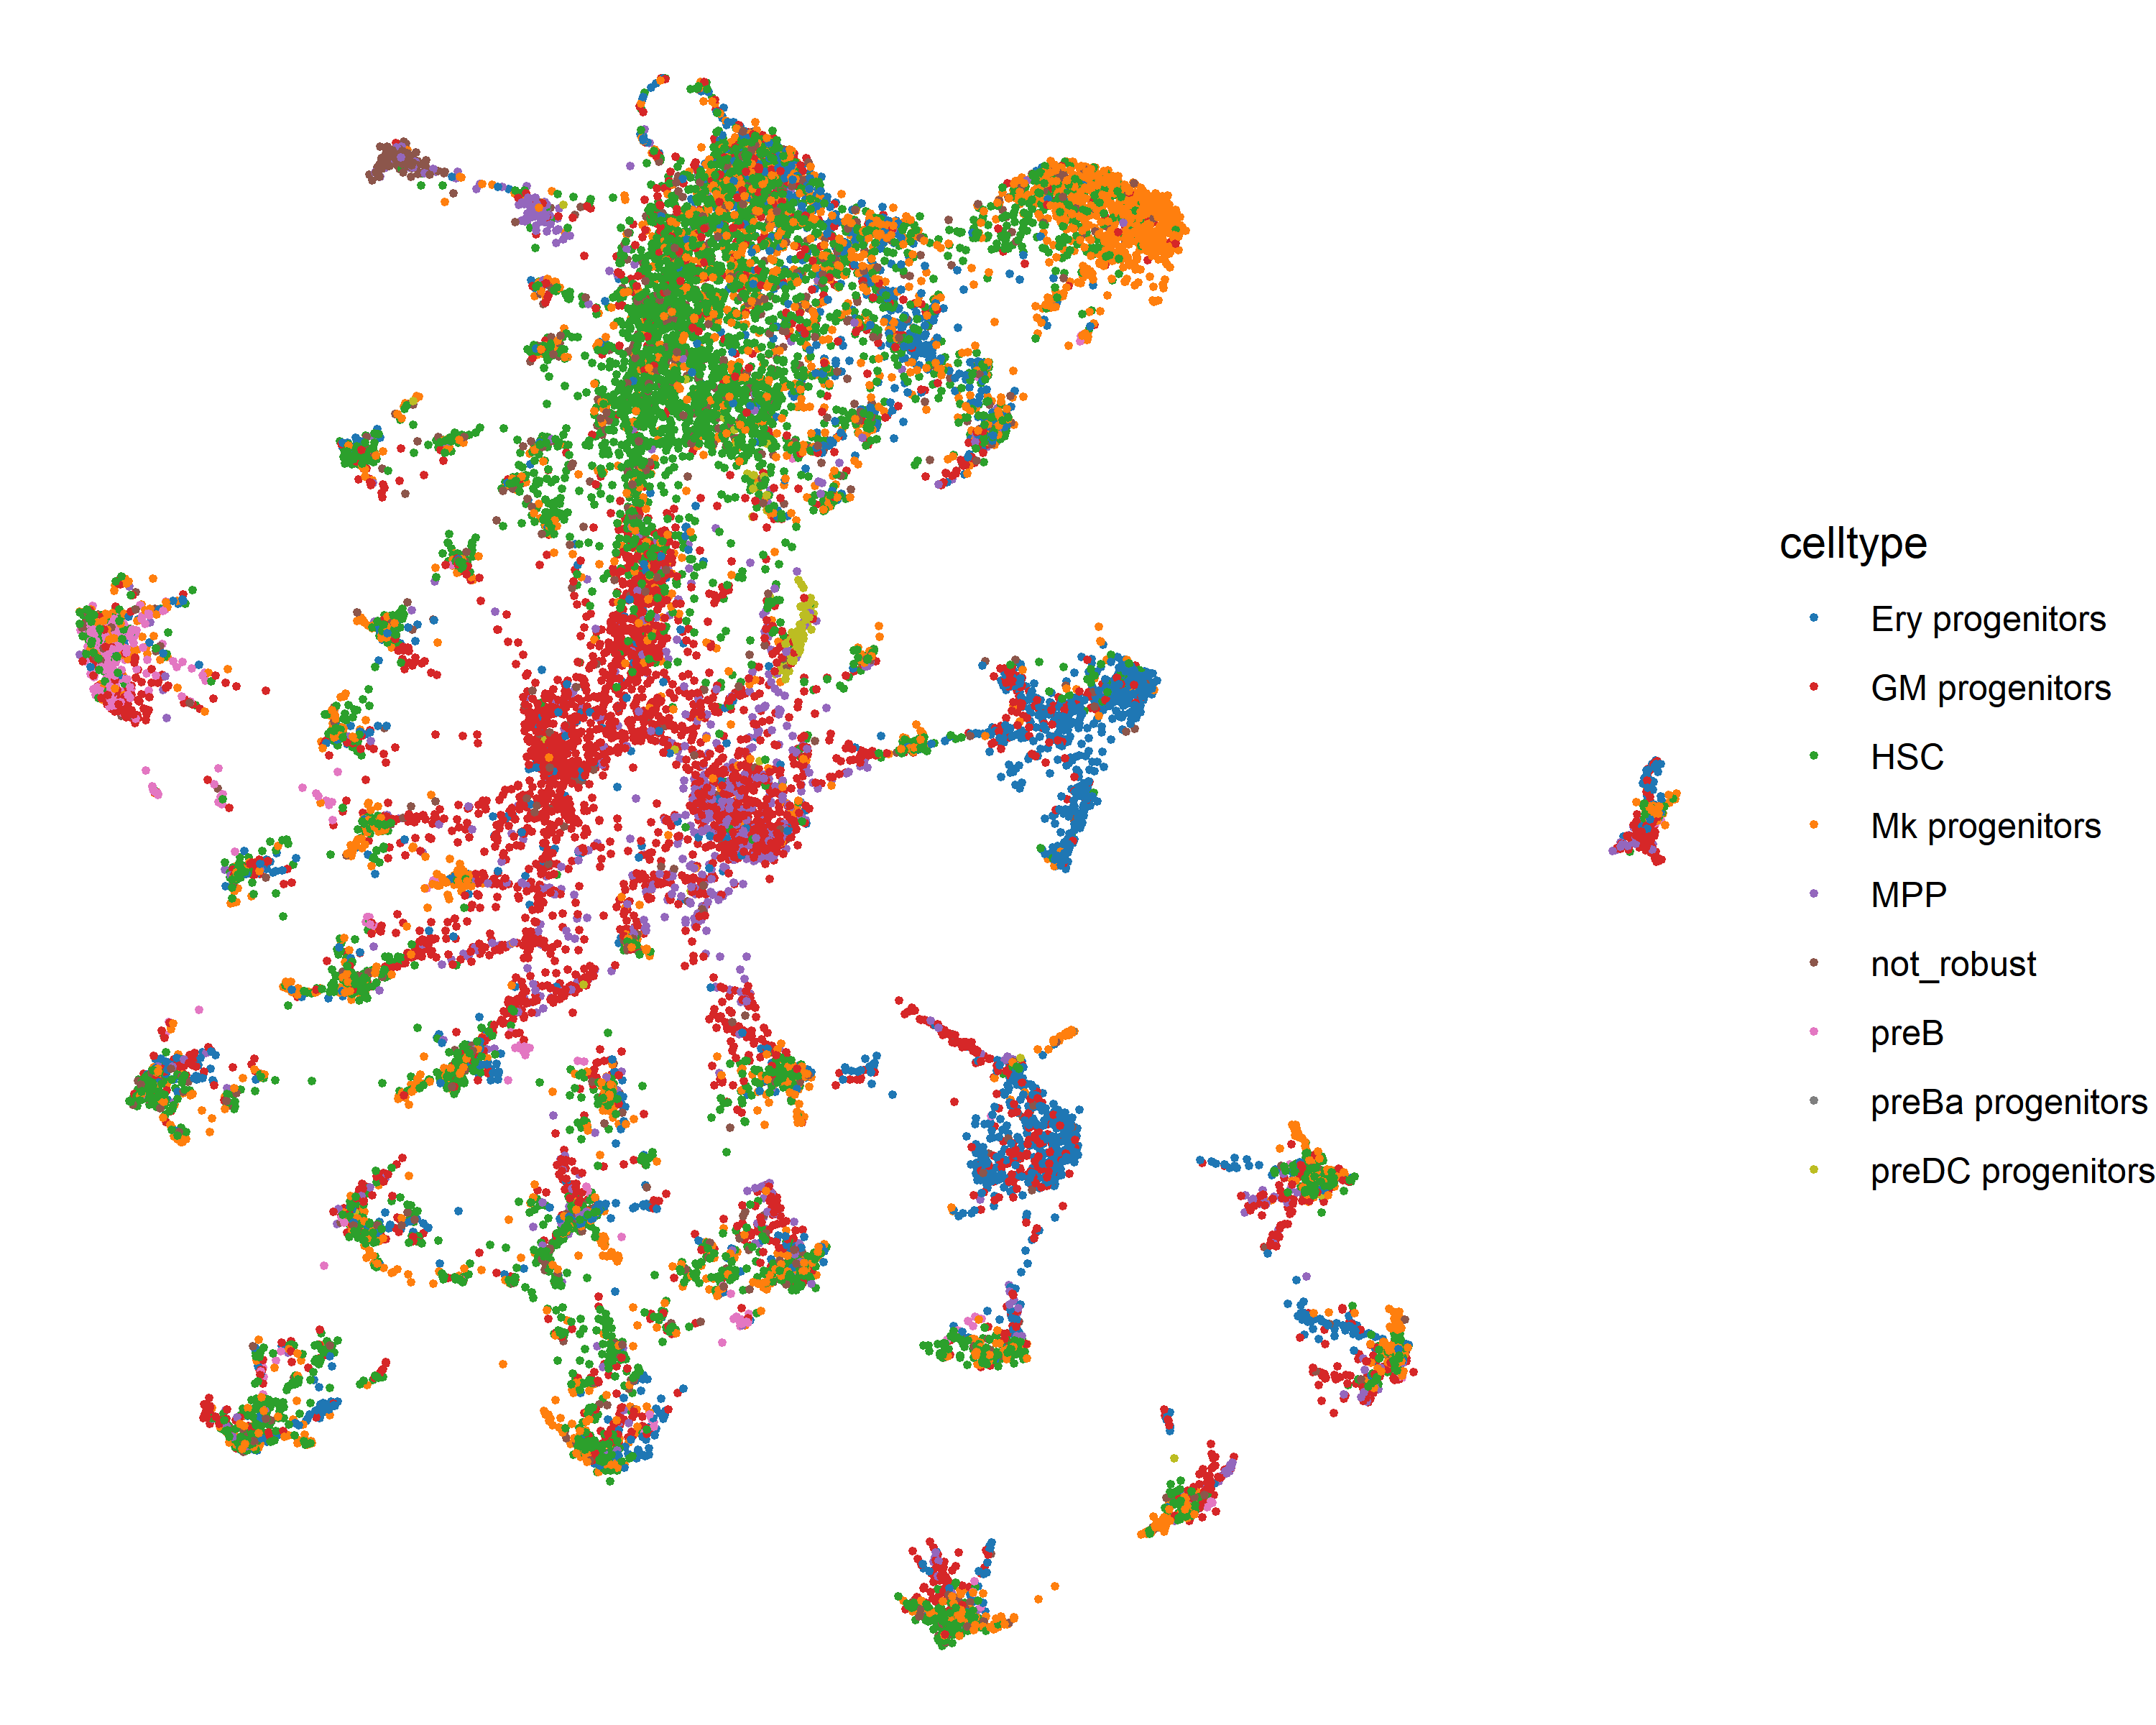 celltype
Ery progenitors
GM progenitors
HSC
Mk progenitors
MPP
not_robust
preB
preBa progenitors
preDC progenitors